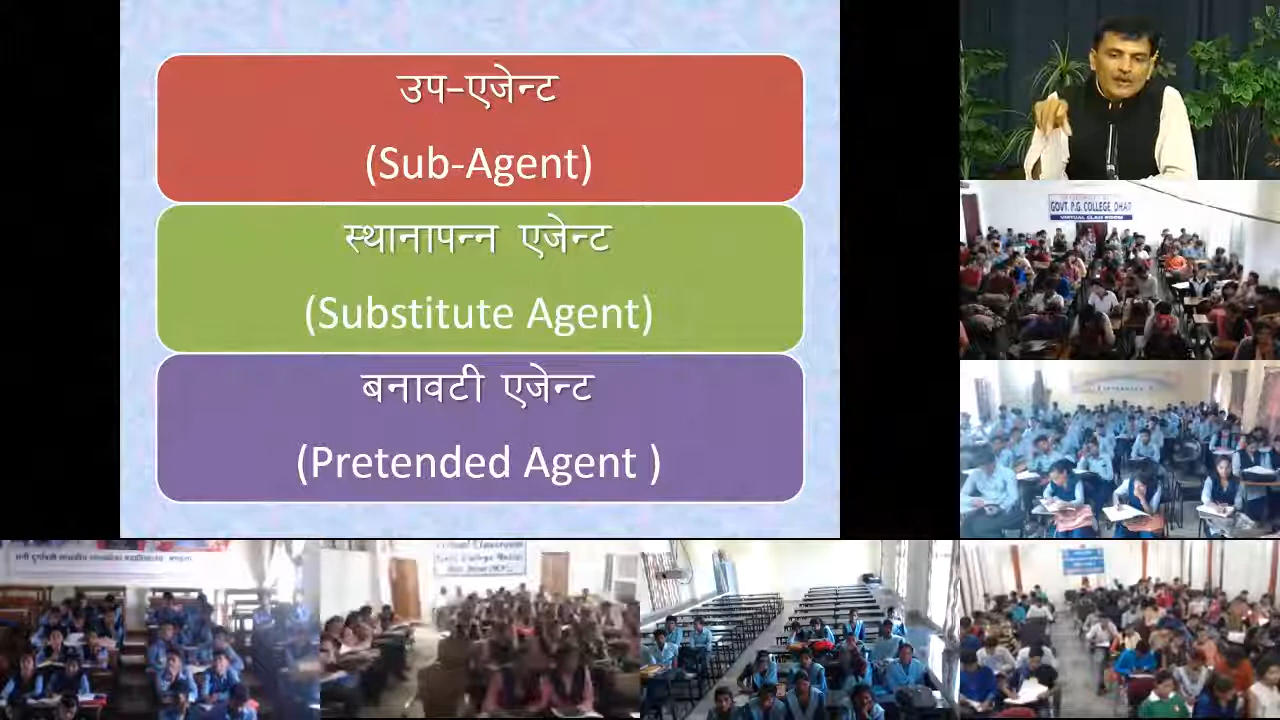 उप-एजेन्ट
(Sub-Agent)
स्थानापन्न एजेन्ट
(Substitute Agent)
बनावटी एजेन्ट
(Pretended Agent )
GOVT. P.G. COLLEGE, DHAR
VIRTUAL CLASS ROOM